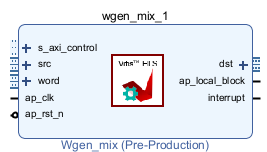 wgen_mix_1
s_axi_control
src
word
ap_clk
ap_rst_n
Vitis™ HLS
dst
ap_local_block
interrupt
Wgen_mix (Pre-Production)